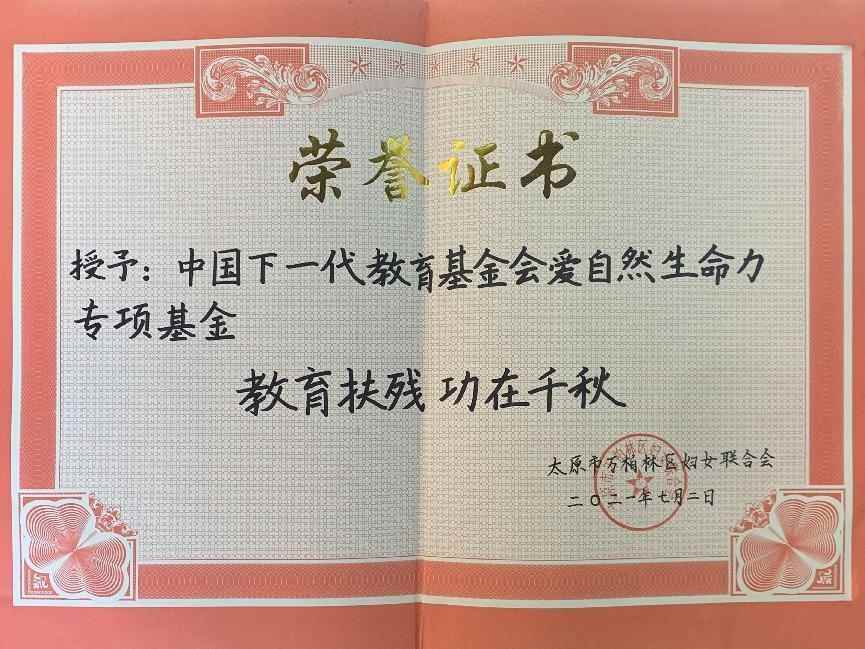 荣誉证书
授予：中国下一代教育基金会爱自然生命力
专项基金
教育扶残 功在千秋
太原市万柏林区妇女联合会
二〇二一年七月二日